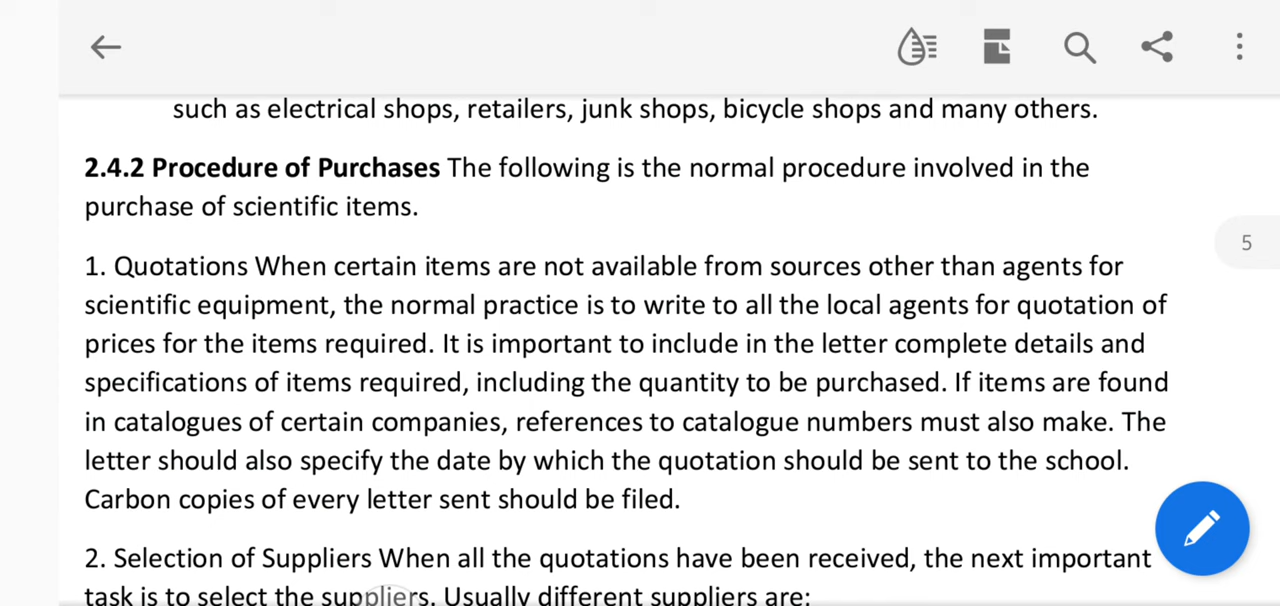 such as electrical shops, retailers, junk shops, bicycle shops and many others.
2.4.2 Procedure of Purchases The following is the normal procedure involved in the
purchase of scientific items.
5
1. Quotations When certain items are not available from sources other than agents for
scientific equipment, the normal practice is to write to all the local agents for quotation of
prices for the items required. It is important to include in the letter complete details and
specifications of items required, including the quantity to be purchased. If items are found
in catalogues of certain companies, references to catalogue numbers must also make. The
letter should also specify the date by which the quotation should be sent to the school.
Carbon copies of every letter sent should be filed.
2. Selection of Suppliers When all the quotations have been received, the next important
task is to select the suppliers. Usually different suppliers are: